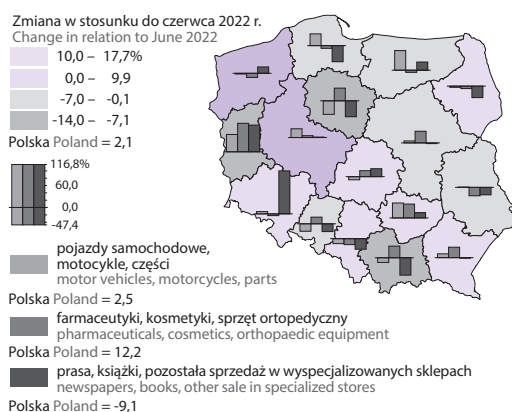 Zmiana w stosunku do czerwca 2022 r.
Change in relation to June 2022
10,0 – 17,7%
0,0 – 9,9
-7,0 – -0,1
-14,0 – -7,1
Polska Poland = 2,1
116,8%
60,0
0,0
-47,4
pojazdy samochodowe,
motocykle, części
motor vehicles, motorcycles, parts
Polska Poland = 2,5
farmaceutyki, kosmetyki, sprzęt ortopedyczny
pharmaceuticals, cosmetics, orthopaedic equipment
Polska Poland = 12,2
prasa, książki, pozostała sprzedaż w wyspecjalizowanych sklepach
newspapers, books, other sale in specialized stores
Polska Poland = -9,1